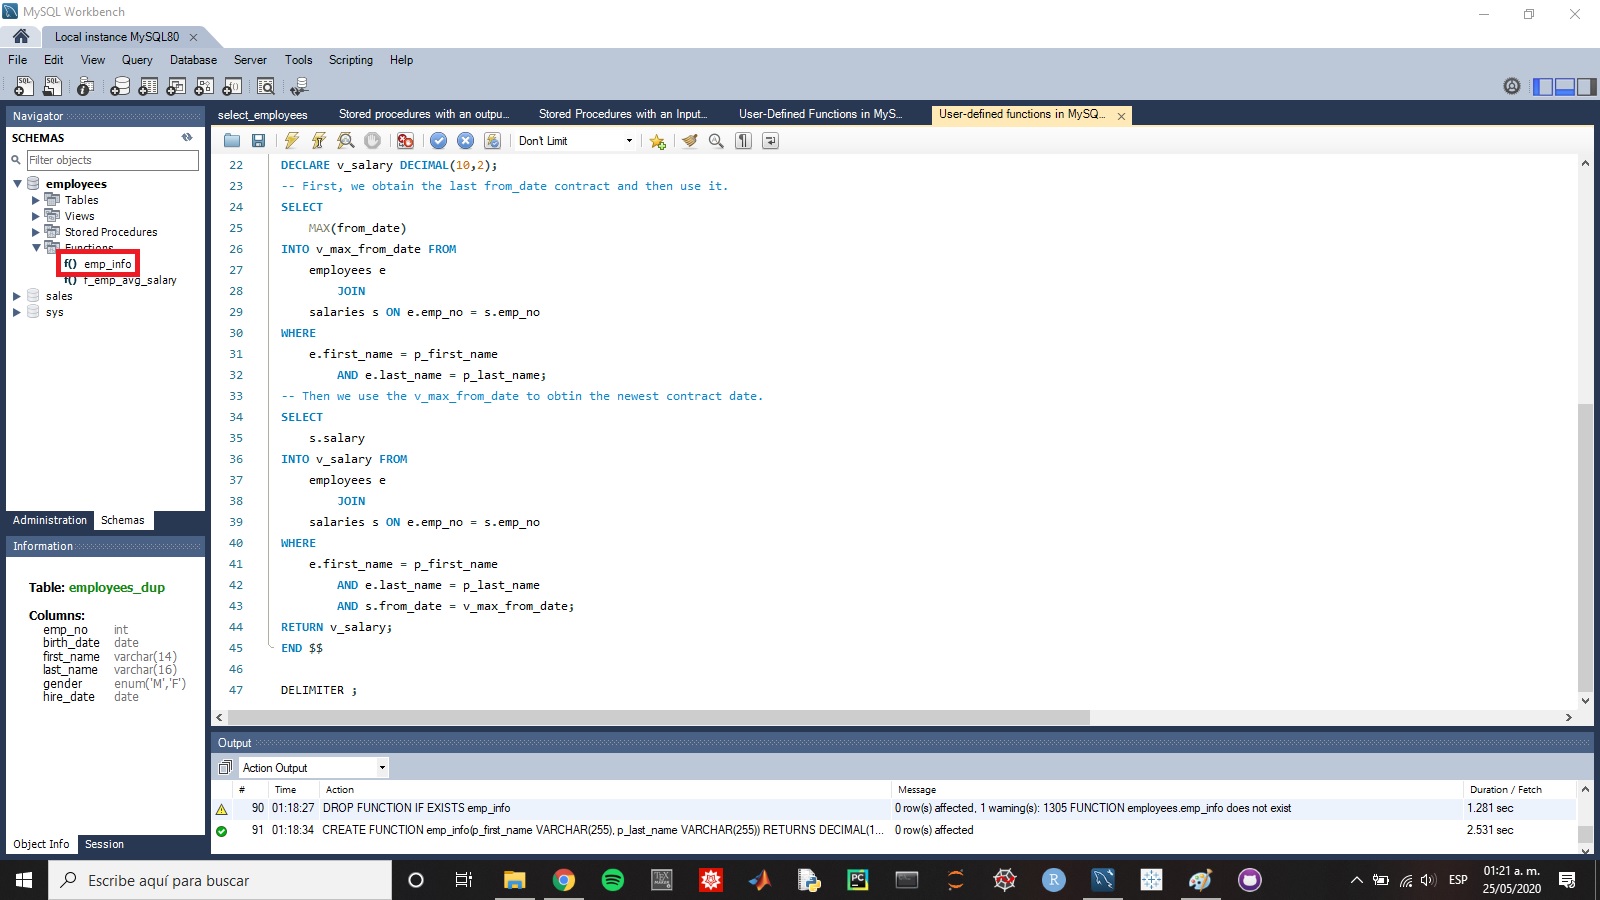 MySQL Workbench
Local instance MySQL80
File Edit View Query Database Server Tools Scripting Help
Navigator
SCHEMAS
Filter objects
employees
Tables
Views
Stored Procedures
Functions
f() emp_info
f() f_emp_avg_salary
sales
sys
Administration Schemas
Information
Table: employees_dup
Columns:
emp_no int
birth_date date
first_name varchar(14)
last_name varchar(16)
gender enum('M','F')
hire_date date
Object Info Session
select_employees Stored procedures with an outpu... Stored Procedures with an Input... User-Defined Functions in MyS... User-defined functions in MySQ...
Don't Limit
22 DECLARE v_salary DECIMAL(10,2);
23 -- First, we obtain the last from_date contract and then use it.
24 SELECT
25 MAX(from_date)
26 INTO v_max_from_date FROM
27 employees e
28 JOIN
29 salaries s ON e.emp_no = s.emp_no
30 WHERE
31 e.first_name = p_first_name
32 AND e.last_name = p_last_name;
33 -- Then we use the v_max_from_date to obtin the newest contract date.
34 SELECT
35 s.salary
36 INTO v_salary FROM
37 employees e
38 JOIN
39 salaries s ON e.emp_no = s.emp_no
40 WHERE
41 e.first_name = p_first_name
42 AND e.last_name = p_last_name
43 AND s.from_date = v_max_from_date;
44 RETURN v_salary;
45 END $$
46
47 DELIMITER ;
Output
Action Output
# Time Action Message Duration / Fetch
90 01:18:27 DROP FUNCTION IF EXISTS emp_info 0 row(s) affected, 1 warning(s): 1305 FUNCTION employees.emp_info does not exist 1.281 sec
91 01:18:34 CREATE FUNCTION emp_info(p_first_name VARCHAR(255), p_last_name VARCHAR(255)) RETURNS DECIMAL(1... 0 row(s) affected 2.531 sec
Escribe aquí para buscar
ESP
01:21 a. m.
25/05/2020